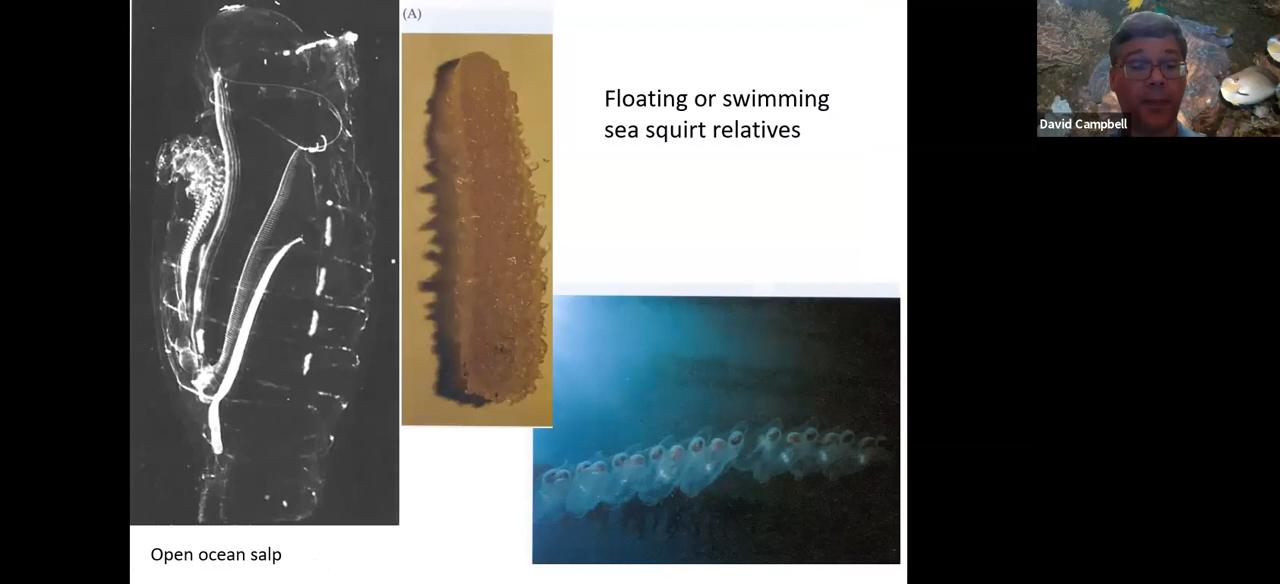 (A)
Floating or swimming
sea squirt relatives
David Campbell
Open ocean salp